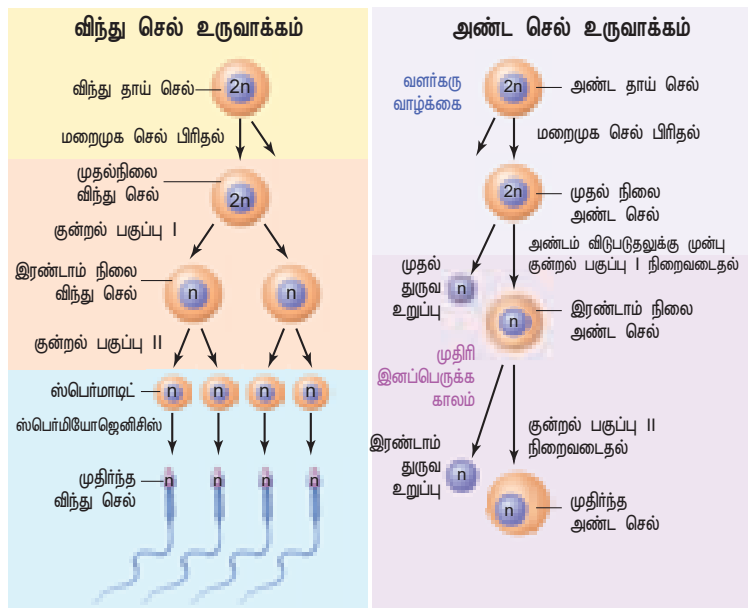 விந்து செல் உருவாக்கம்
2n
விந்து தாய் செல்
மறைமுக செல் பிரிதல்
முதல்நிலை
விந்து செல்
2n
குன்றல் பகுப்பு I
இரண்டாம் நிலை
விந்து செல்
n
n
குன்றல் பகுப்பு II
ஸ்பெர்மாடிட்
n
n
n
n
ஸ்பெர்மியோஜெனிசிஸ்
முதிர்ந்த
விந்து செல்
n
n
n
n
அண்ட செல் உருவாக்கம்
வளர்கரு
வாழ்க்கை
2n
அண்ட தாய் செல்
மறைமுக செல் பிரிதல்
2n
முதல் நிலை
அண்ட செல்
அண்டம் விடுபடுதலுக்கு முன்பு
குன்றல் பகுப்பு I நிறைவடைதல்
முதல்
துருவ
உறுப்பு
n
n
இரண்டாம் நிலை
அண்ட செல்
முதிரி
இனப்பெருக்க
காலம்
குன்றல் பகுப்பு II
நிறைவடைதல்
இரண்டாம்
துருவ
உறுப்பு
n
n
முதிர்ந்த
அண்ட செல்